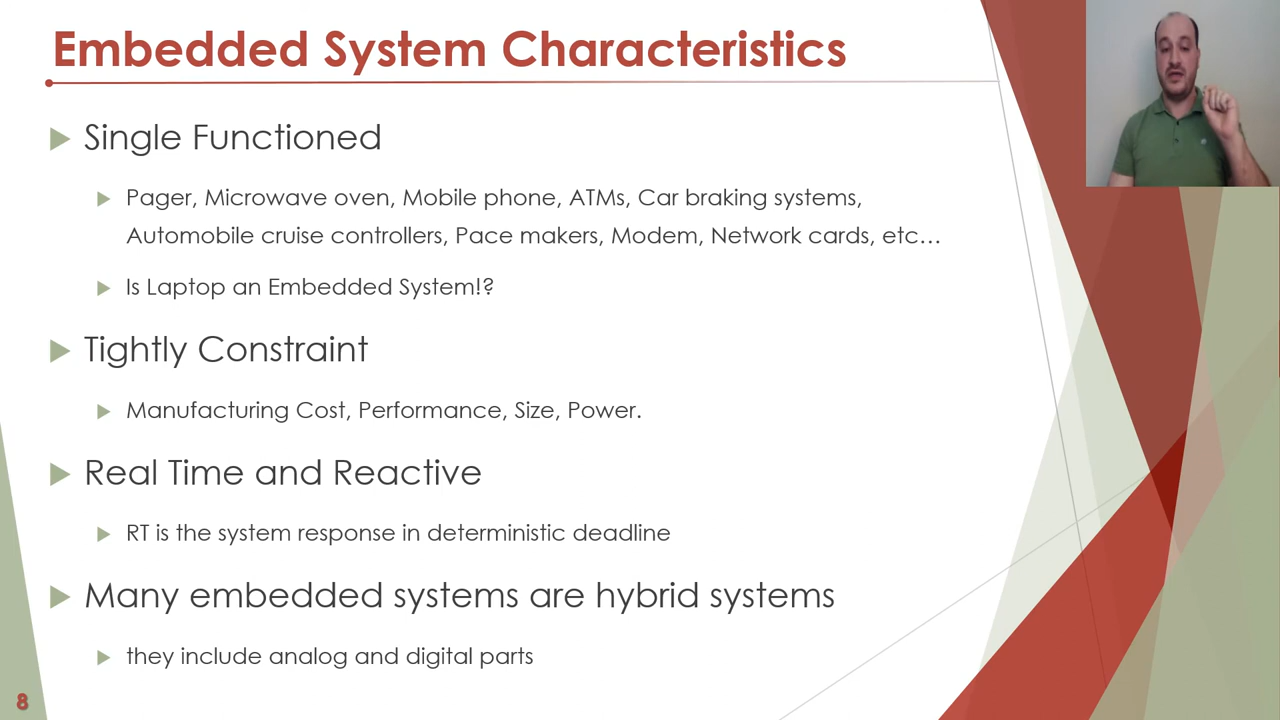 Embedded System Characteristics
Single Functioned
Pager, Microwave oven, Mobile phone, ATMs, Car braking systems,
Automobile cruise controllers, Pace makers, Modem, Network cards, etc…
Is Laptop an Embedded System!?
Tightly Constraint
Manufacturing Cost, Performance, Size, Power.
Real Time and Reactive
RT is the system response in deterministic deadline
Many embedded systems are hybrid systems
they include analog and digital parts
8